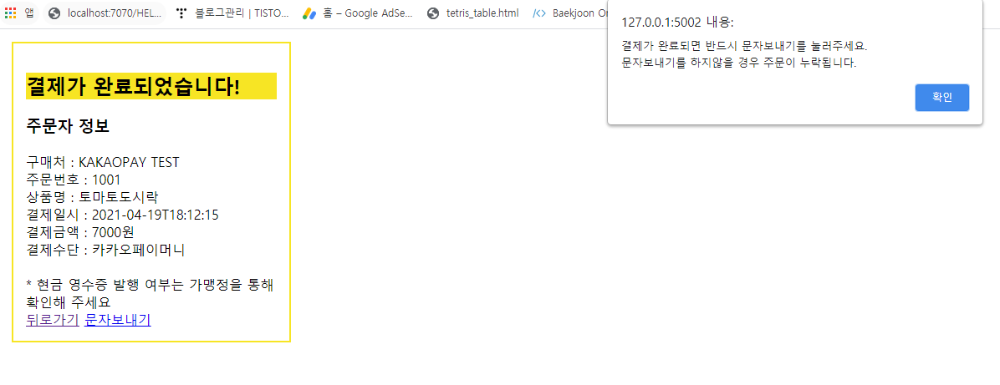 앱
localhost:7070/HEL...
블로그관리 | TISTO...
홈 – Google AdSe...
tetris_table.html
Baekjoon On
127.0.0.1:5002 내용:
결제가 완료되면 반드시 문자보내기를 눌러주세요.
문자보내기를 하지않을 경우 주문이 누락됩니다.
확인
결제가 완료되었습니다!
주문자 정보
구매처 : KAKAOPAY TEST
주문번호 : 1001
상품명 : 토마토도시락
결제일시 : 2021-04-19T18:12:15
결제금액 : 7000원
결제수단 : 카카오페이머니
* 현금 영수증 발행 여부는 가맹정을 통해
확인해 주세요
뒤로가기 문자보내기